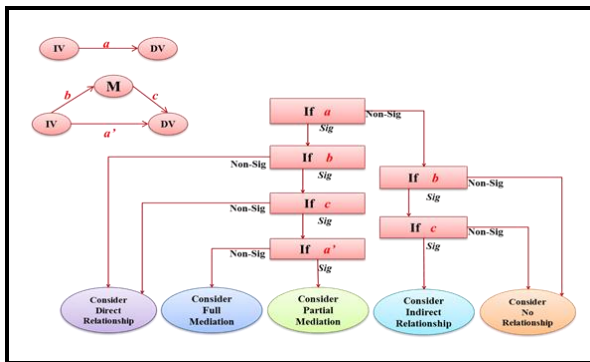 IV a DV
M
b c
IV a' DV
If a
Sig
Non-Sig
If b
Non-Sig
Sig
If c
Non-Sig
Sig
If a'
Non-Sig
Sig
If b
Non-Sig
Sig
If c
Non-Sig
Sig
Consider
Direct
Relationship
Consider
Full
Mediation
Consider
Partial
Mediation
Consider
Indirect
Relationship
Consider
No
Relationship